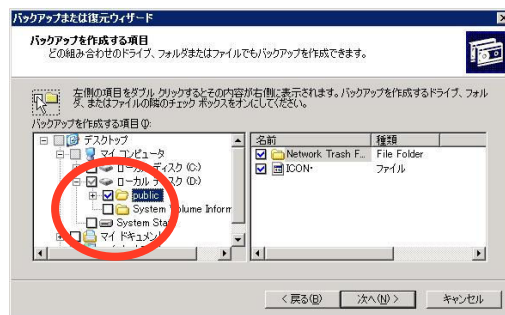 バックアップまたは復元ウィザード
バックアップを作成する項目
どの組み合わせのドライブ、フォルダまたはファイルでもバックアップを作成できます。
左側の項目をダブル クリックするとその内容が右側に表示されます。バックアップを作成するドライブ、フォル
ダ、またはファイルの隣のチェック ボックスをオンにしてください。
バックアップを作成する項目(I):
デスクトップ
マイ コンピュータ
ローカル ディスク (C:)
ローカル ディスク (D:)
public
System Volume Inform
System Sta
マイ ドキュメント
名前 種類
Network Trash F... File Folder
ICON・ ファイル
< 戻る(B) 次へ(N) > キャンセル